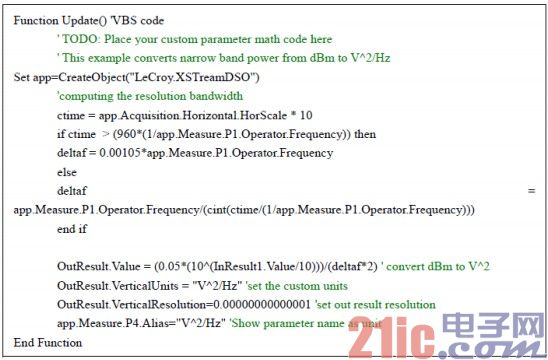 Function Update() 'VBS code
' TODO: Place your custom parameter math code here
' This example converts narrow band power from dBm to V^2/Hz
Set app=CreateObject("LeCroy.XSTreamDSO")
'computing the resolution bandwidth
ctime = app.Acquisition.Horizontal.HorScale * 10
if ctime > (960*(1/app.Measure.P1.Operator.Frequency)) then
deltaf = 0.00105*app.Measure.P1.Operator.Frequency
else
deltaf =
app.Measure.P1.Operator.Frequency/(cint(ctime/(1/app.Measure.P1.Operator.Frequency)))
end if
OutResult.Value = (0.05*(10^(InResult1.Value/10)))/(deltaf*2) ' convert dBm to V^2
OutResult.VerticalUnits = "V^2/Hz" 'set the custom units
OutResult.VerticalResolution=0.00000000000001 'set out result resolution
app.Measure.P4.Alias="V^2/Hz" 'Show parameter name as unit
End Function
21ic.com 电子网